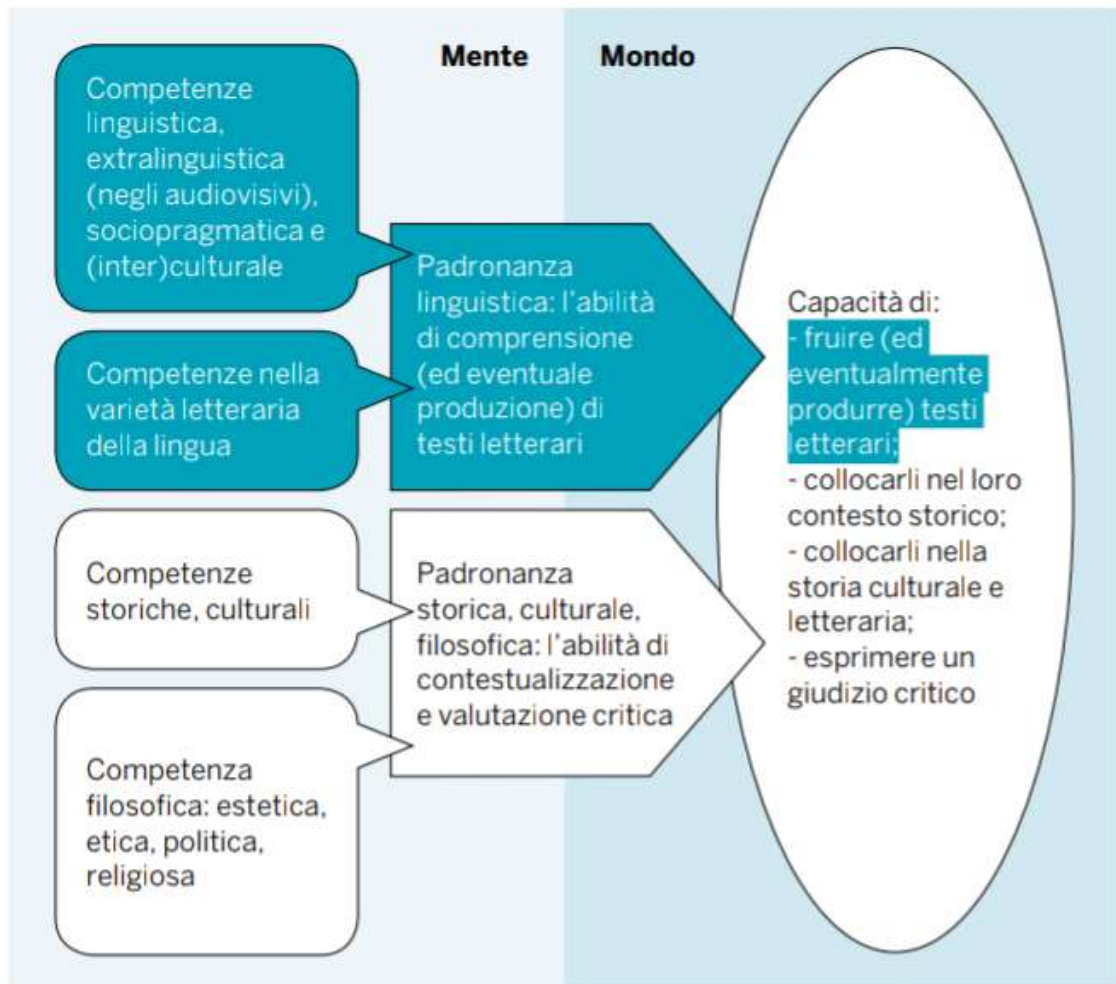 Mente
Mondo
Competenze
linguistica,
extralinguistica
(negli audiovisivi),
sociopragmatica e
(inter)culturale
Competenze nella
varietà letteraria
della lingua
Competenze
storiche, culturali
Competenza
filosofica: estetica,
etica, politica,
religiosa
Padronanza
linguistica: l'abilità
di comprensione
(ed eventuale
produzione) di
testi letterari
Padronanza
storica, culturale,
filosofica: l'abilità di
contestualizzazione
e valutazione critica
Capacità di:
- fruire (ed
eventualmente
produrre) testi
letterari;
- collocarli nel loro
contesto storico;
- collocarli nella
storia culturale e
letteraria;
- esprimere un
giudizio critico